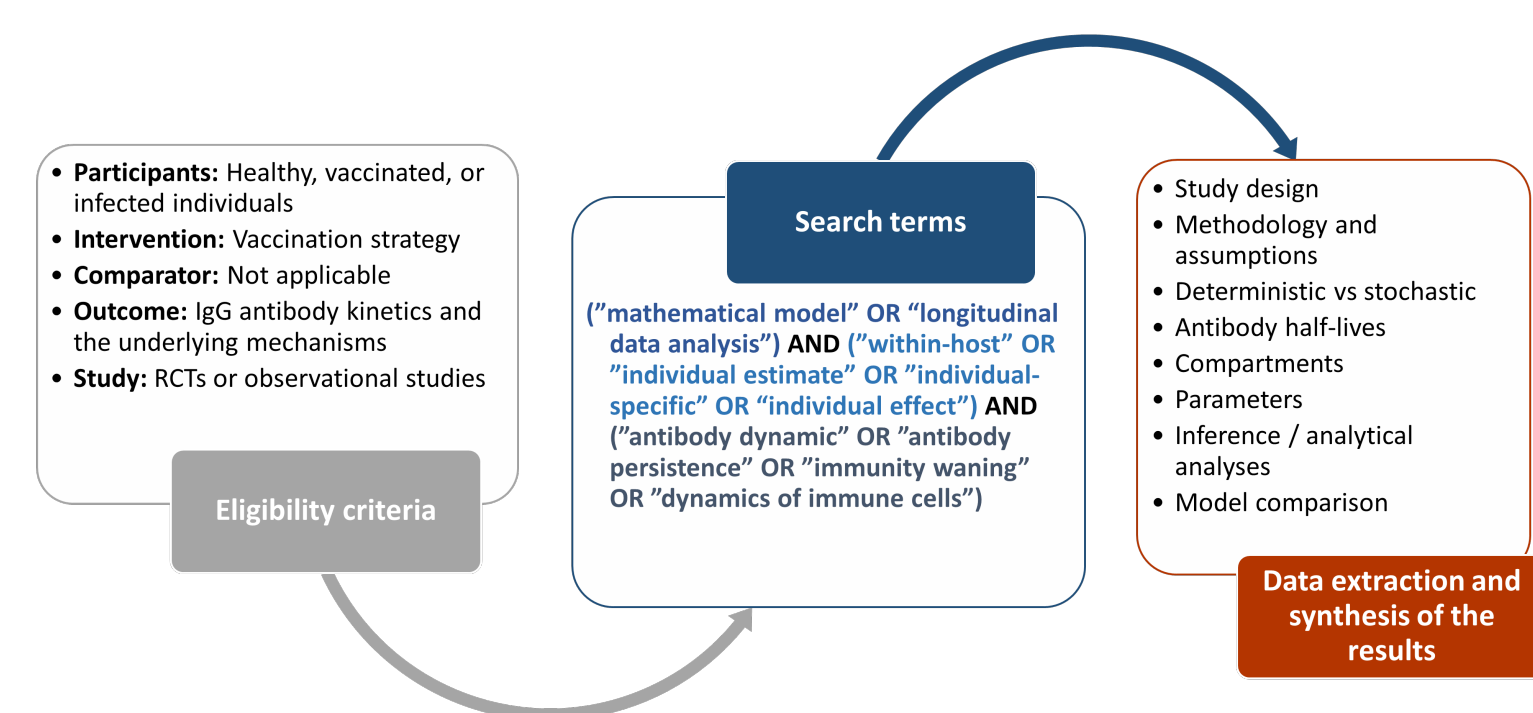 • Participants: Healthy, vaccinated, or
infected individuals
• Intervention: Vaccination strategy
• Comparator: Not applicable
• Outcome: IgG antibody kinetics and
the underlying mechanisms
• Study: RCTs or observational studies
Eligibility criteria
Search terms
(”mathematical model” OR “longitudinal
data analysis”) AND (”within-host” OR
”individual estimate” OR ”individual-
specific” OR “individual effect”) AND
(”antibody dynamic” OR ”antibody
persistence” OR ”immunity waning”
OR ”dynamics of immune cells”)
• Study design
• Methodology and
assumptions
• Deterministic vs stochastic
• Antibody half-lives
• Compartments
• Parameters
• Inference / analytical
analyses
• Model comparison
Data extraction and
synthesis of the
results